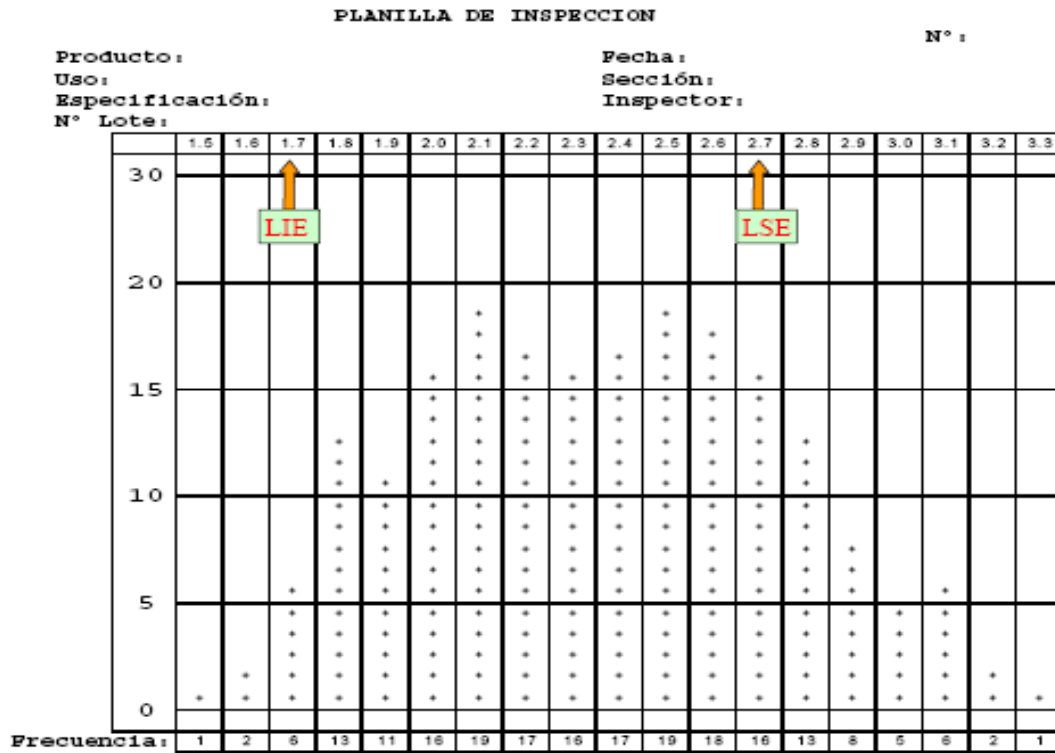 PLANILLA DE INSPECCION
N° :
Producto: Fecha:
Uso: Sección:
Especificación: Inspector:
N° Lote:
1.5 1.6 1.7 1.8 1.9 2.0 2.1 2.2 2.3 2.4 2.5 2.6 2.7 2.8 2.9 3.0 3.1 3.2 3.3
30
LIE LSE
20
15
10
5
0
Frecuencia: 1 2 6 13 11 16 19 17 16 17 19 18 16 13 8 5 6 2 1